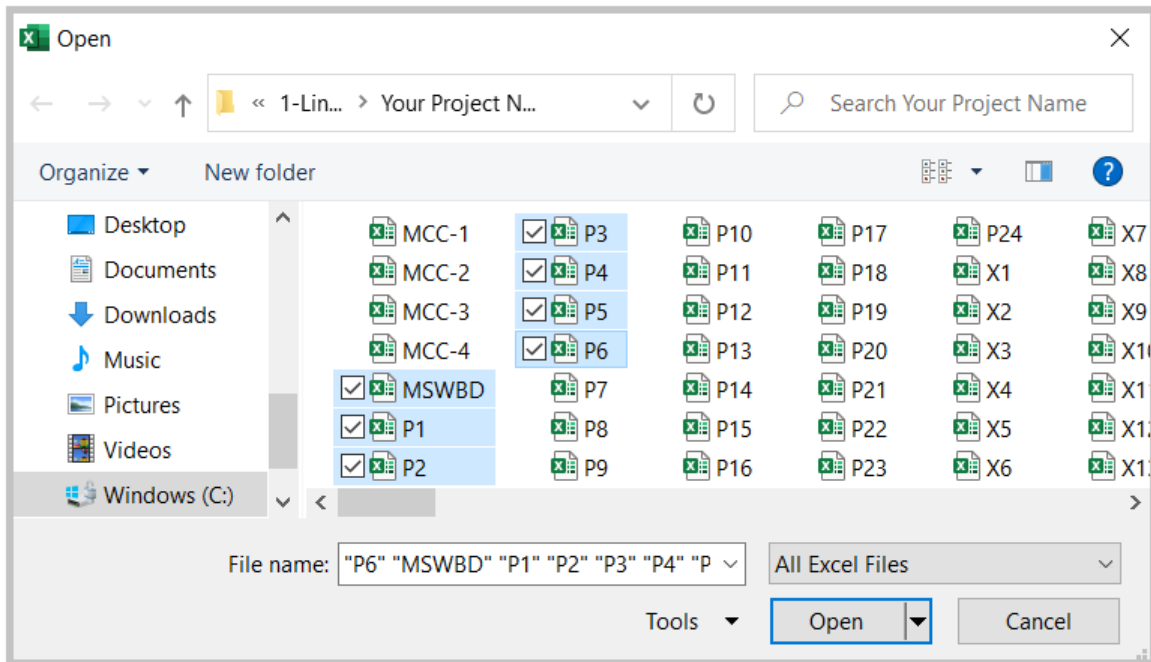 Open
« 1-Lin... > Your Project N...
Search Your Project Name
Organize
New folder
Desktop
Documents
Downloads
Music
Pictures
Videos
Windows (C:)
MCC-1
MCC-2
MCC-3
MCC-4
MSWBD
P1
P2
P3
P4
P5
P6
P7
P8
P9
P10
P11
P12
P13
P14
P15
P16
P17
P18
P19
P20
P21
P22
P23
P24
X1
X2
X3
X4
X5
X6
X7
X8
X9
File name: "P6" "MSWBD" "P1" "P2" "P3" "P4" "P
All Excel Files
Tools
Open
Cancel